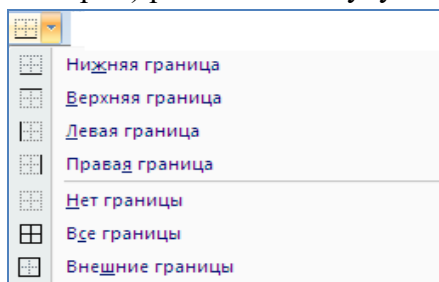 Нижняя граница
Верхняя граница
Левая граница
Правая граница
Нет границы
Все границы
Внешние границы